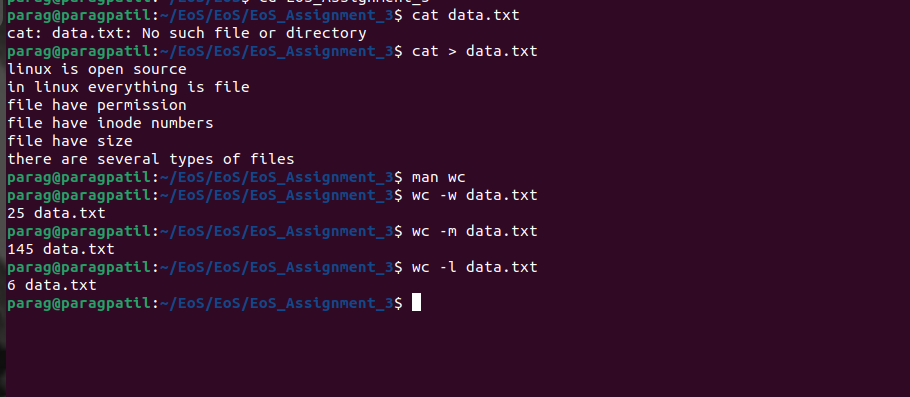 parag@paragpatil:~/EoS/EoS/EoS_Assignment_3$ cat data.txt
cat: data.txt: No such file or directory
parag@paragpatil:~/EoS/EoS/EoS_Assignment_3$ cat > data.txt
linux is open source
in linux everything is file
file have permission
file have inode numbers
file have size
there are several types of files
parag@paragpatil:~/EoS/EoS/EoS_Assignment_3$ man wc
parag@paragpatil:~/EoS/EoS/EoS_Assignment_3$ wc -w data.txt
25 data.txt
parag@paragpatil:~/EoS/EoS/EoS_Assignment_3$ wc -m data.txt
145 data.txt
parag@paragpatil:~/EoS/EoS/EoS_Assignment_3$ wc -l data.txt
6 data.txt
parag@paragpatil:~/EoS/EoS/EoS_Assignment_3$